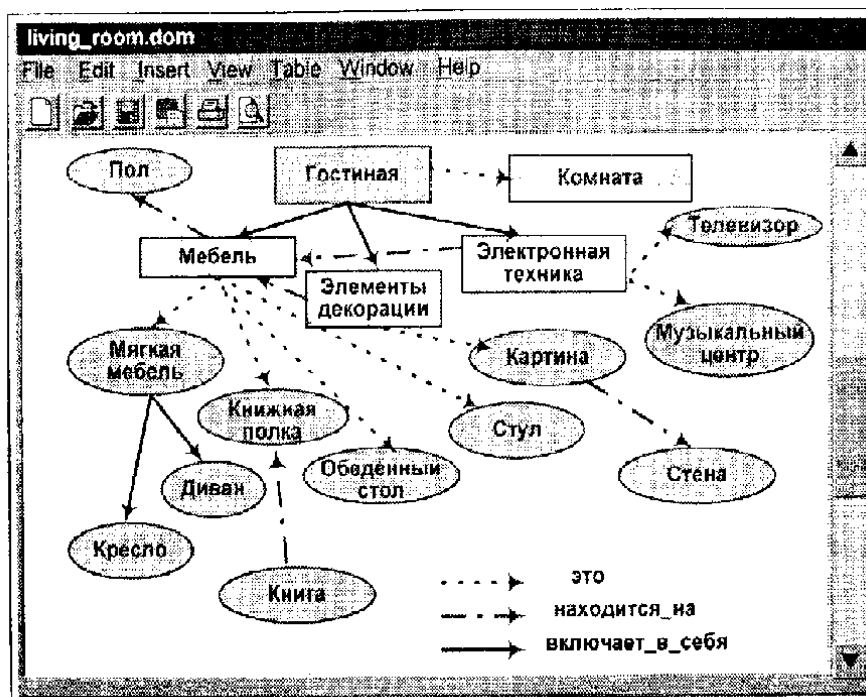 living_room.dom
File Edit Insert View Table Window Help
Пол
Гостиная
Комната
Телевизор
Мебель
Электронная
техника
Элементы
декорации
Музыкальный
центр
Мягкая
мебель
Картина
Книжная
полка
Стул
Обеденный
стол
Стена
Диван
Кресло
Книга
это
находится_на
включает_в_себя